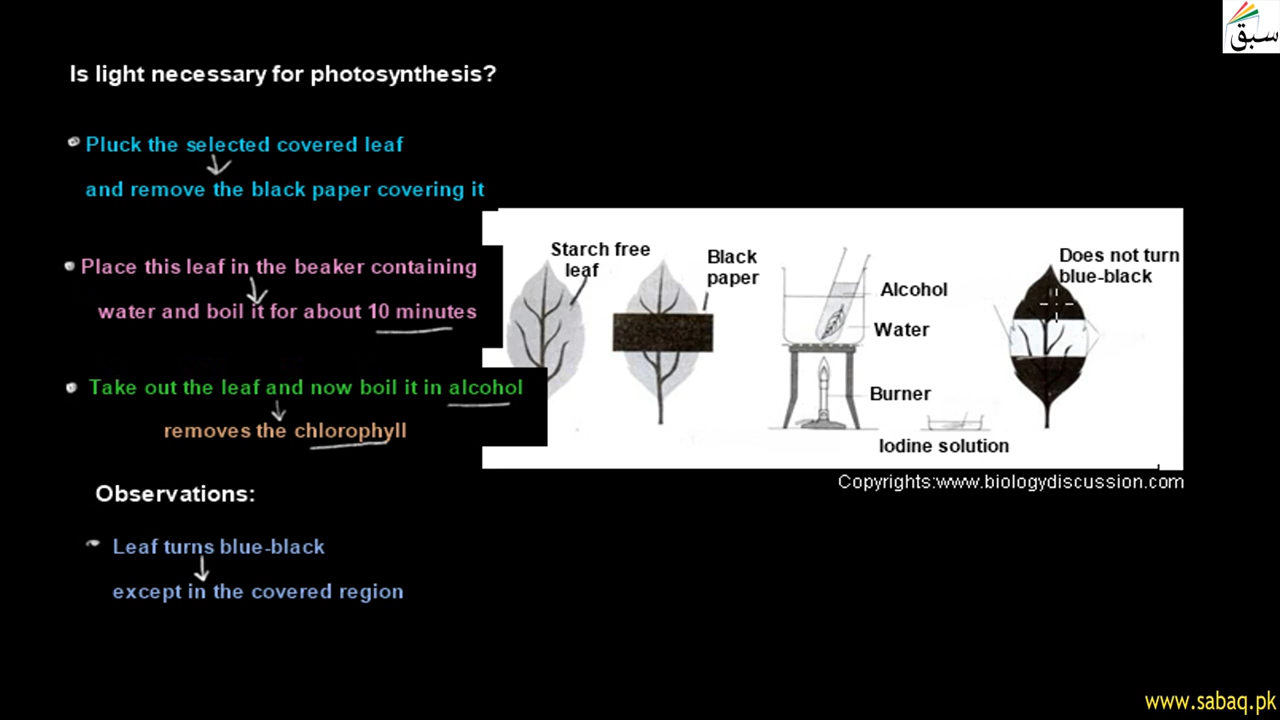 سبق
Is light necessary for photosynthesis?
Pluck the selected covered leaf
and remove the black paper covering it
Place this leaf in the beaker containing
water and boil it for about 10 minutes
Take out the leaf and now boil it in alcohol
removes the chlorophyll
Observations:
Leaf turns blue-black
except in the covered region
Starch free
leaf
Black
paper
Alcohol
Water
Burner
Iodine solution
Does not turn
blue-black
Copyrights:www.biologydiscussion.com
www.sabaq.pk